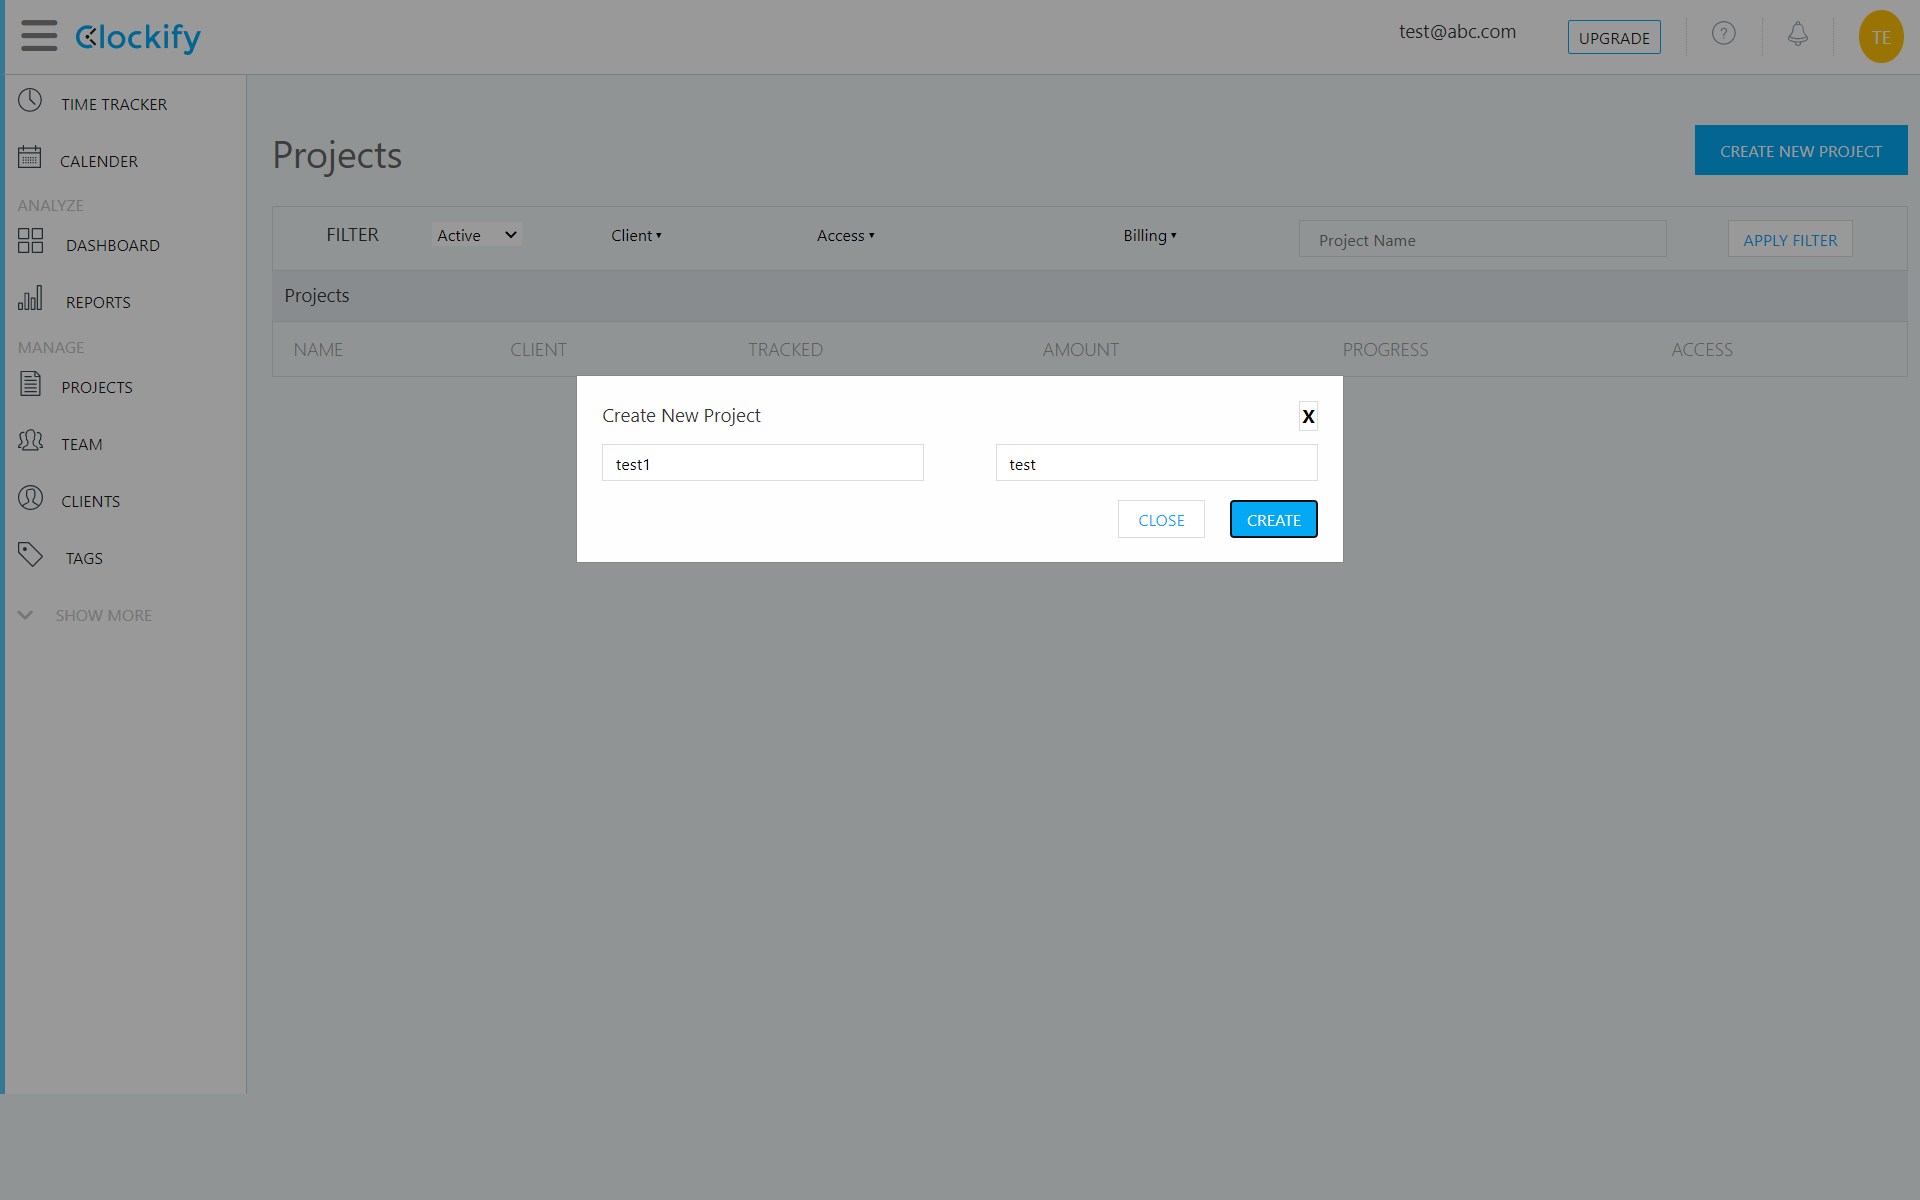 Clockify
test@abc.com
UPGRADE
?
TE
TIME TRACKER
CALENDER
ANALYZE
DASHBOARD
REPORTS
MANAGE
PROJECTS
TEAM
CLIENTS
TAGS
SHOW MORE
Projects
CREATE NEW PROJECT
FILTER Active Client ▾ Access ▾ Billing ▾ Project Name APPLY FILTER
Projects
NAME CLIENT TRACKED AMOUNT PROGRESS ACCESS
Create New Project X
test1 test
CLOSE CREATE